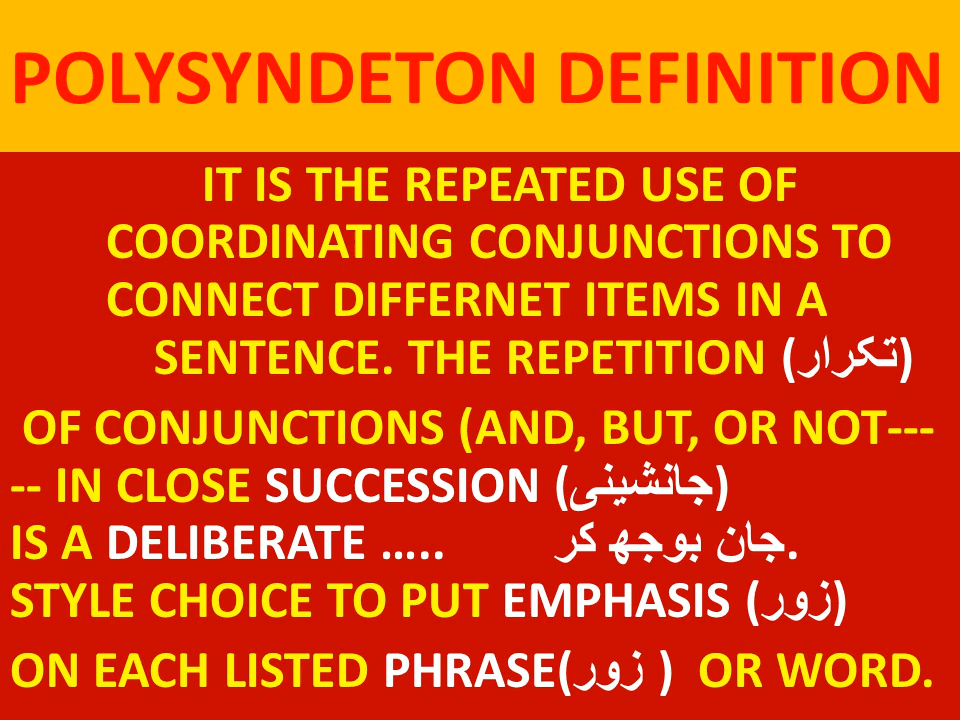 POLYSYNDETON DEFINITION
IT IS THE REPEATED USE OF
COORDINATING CONJUNCTIONS TO
CONNECT DIFFERNET ITEMS IN A
SENTENCE. THE REPETITION (تکرار)
OF CONJUNCTIONS (AND, BUT, OR NOT---
-- IN CLOSE SUCCESSION (جانشینی)
IS A DELIBERATE ….. جان بوجھ کر.
STYLE CHOICE TO PUT EMPHASIS (زور)
ON EACH LISTED PHRASE(زور ) OR WORD.